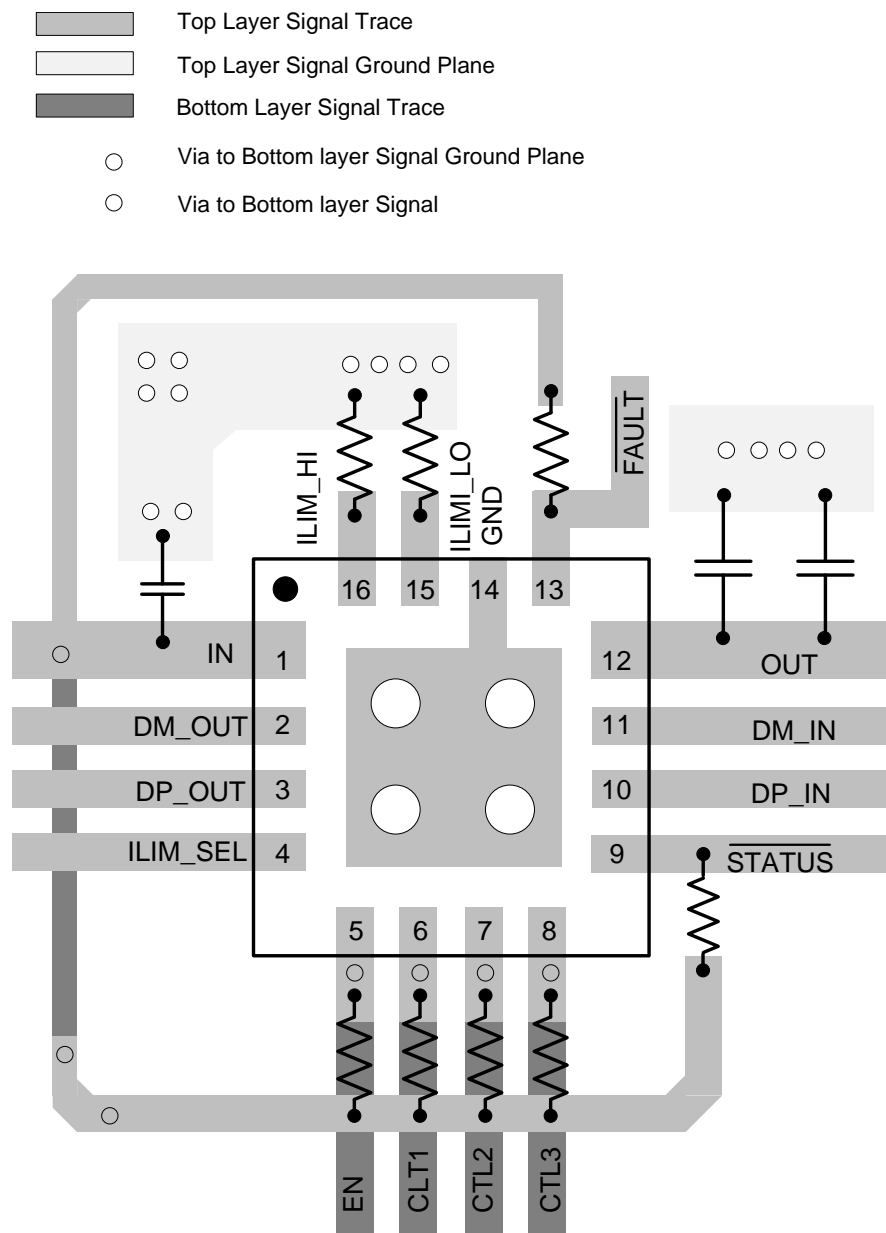 Top Layer Signal Trace
Top Layer Signal Ground Plane
Bottom Layer Signal Trace
Via to Bottom layer Signal Ground Plane
Via to Bottom layer Signal
ILIM_HI
ILIMI_LO
GND
FAULT
16
15
14
13
IN
1
12
OUT
DM_OUT
2
11
DM_IN
DP_OUT
3
10
DP_IN
ILIM_SEL
4
9
STATUS
5
6
7
8
EN
CLT1
CTL2
CTL3